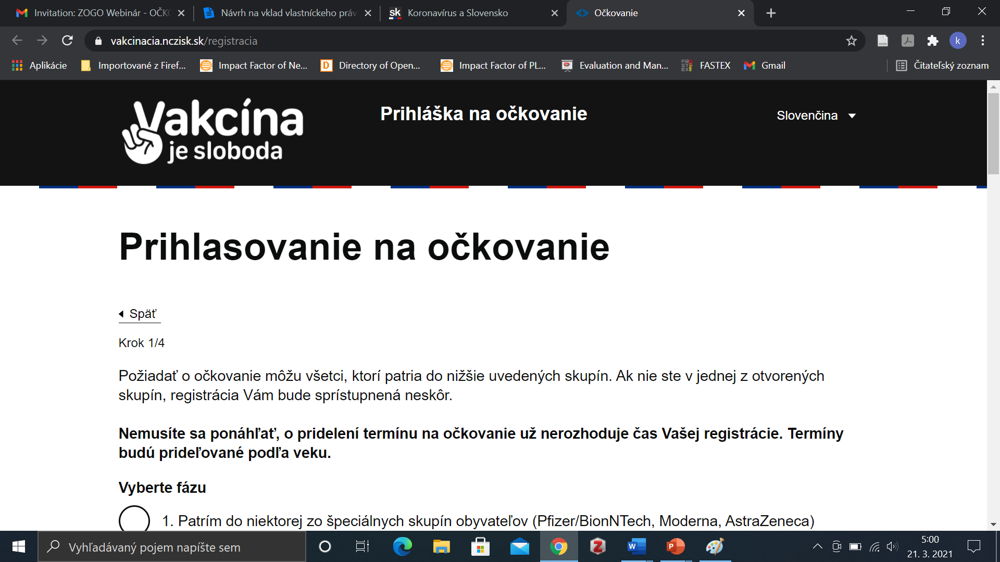 Invitation: ZOGO Webinár - OČK
Návrh na vklad vlastníckeho práv
sk Koronavírus a Slovensko
Očkovanie
vakcinacia.nczisk.sk/registracia
k
Aplikácie
Importované z Firef...
Impact Factor of Ne...
D Directory of Open...
Impact Factor of PL...
Evaluation and Man...
FASTEX
Gmail
Čitateľský zoznam
Vakcína
je sloboda
Prihláška na očkovanie
Slovenčina
Prihlasovanie na očkovanie
Späť
Krok 1/4
Požiadať o očkovanie môžu všetci, ktorí patria do nižšie uvedených skupín. Ak nie ste v jednej z otvorených
skupín, registrácia Vám bude sprístupnená neskôr.
Nemusíte sa ponáhľať, o pridelení termínu na očkovanie už nerozhoduje čas Vašej registrácie. Termíny
budú prideľované podľa veku.
Vyberte fázu
1. Patrím do niektorej zo špeciálnych skupín obyvateľov (Pfizer/BionNTech, Moderna, AstraZeneca)
Vyhľadávaný pojem napíšte sem
Z
W
P
5:00
21. 3. 2021